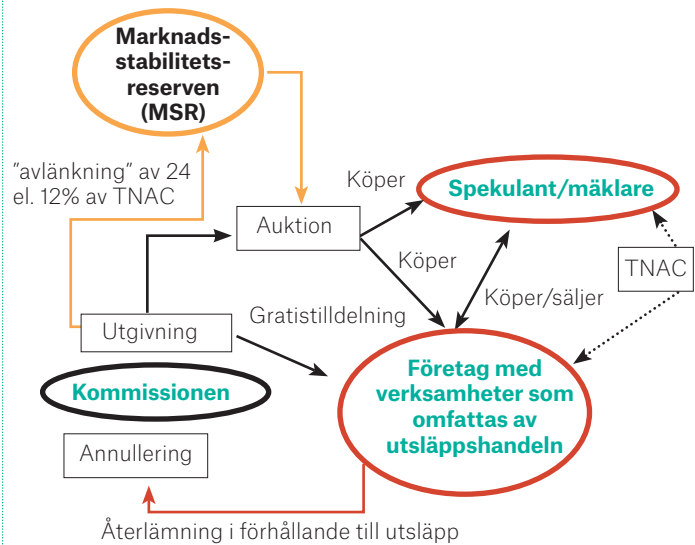 Marknads-
stabilitets-
reserven
(MSR)
"avlänkning" av 24
el. 12% av TNAC
Köper
Spekulant/mäklare
Auktion
Köper
TNAC
Köper/säljer
Gratistilldelning
Utgivning
Kommissionen
Företag med
verksamheter som
omfattas av
utsläppshandeln
Annullering
Återlämning i förhållande till utsläpp